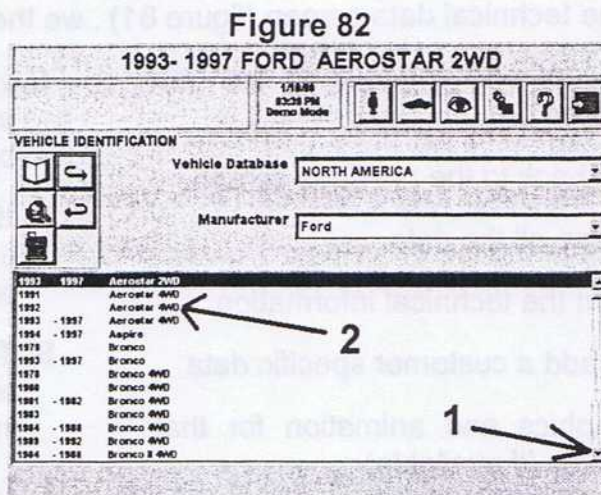 Figure 82
1993- 1997 FORD AEROSTAR 2WD
03:39 PM
Demo Mode
VEHICLE IDENTIFICATION
Vehicle Database NORTH AMERICA
Manufacturer Ford
1993 - 1997 Aerostar 2WD
1991 Aerostar 4WD
1992 Aerostar 4WD
1993 - 1997 Aerostar 4WD
1994 - 1997 Aspire
1978 Bronco
1993 - 1997 Bronco
1978 Bronco 4WD
1980 Bronco 4WD
1981 - 1982 Bronco 4WD
1983 Bronco 4WD
1984 - 1988 Bronco 4WD
1989 - 1992 Bronco 4WD
1984 - 1988 Bronco II 4WD
2
1